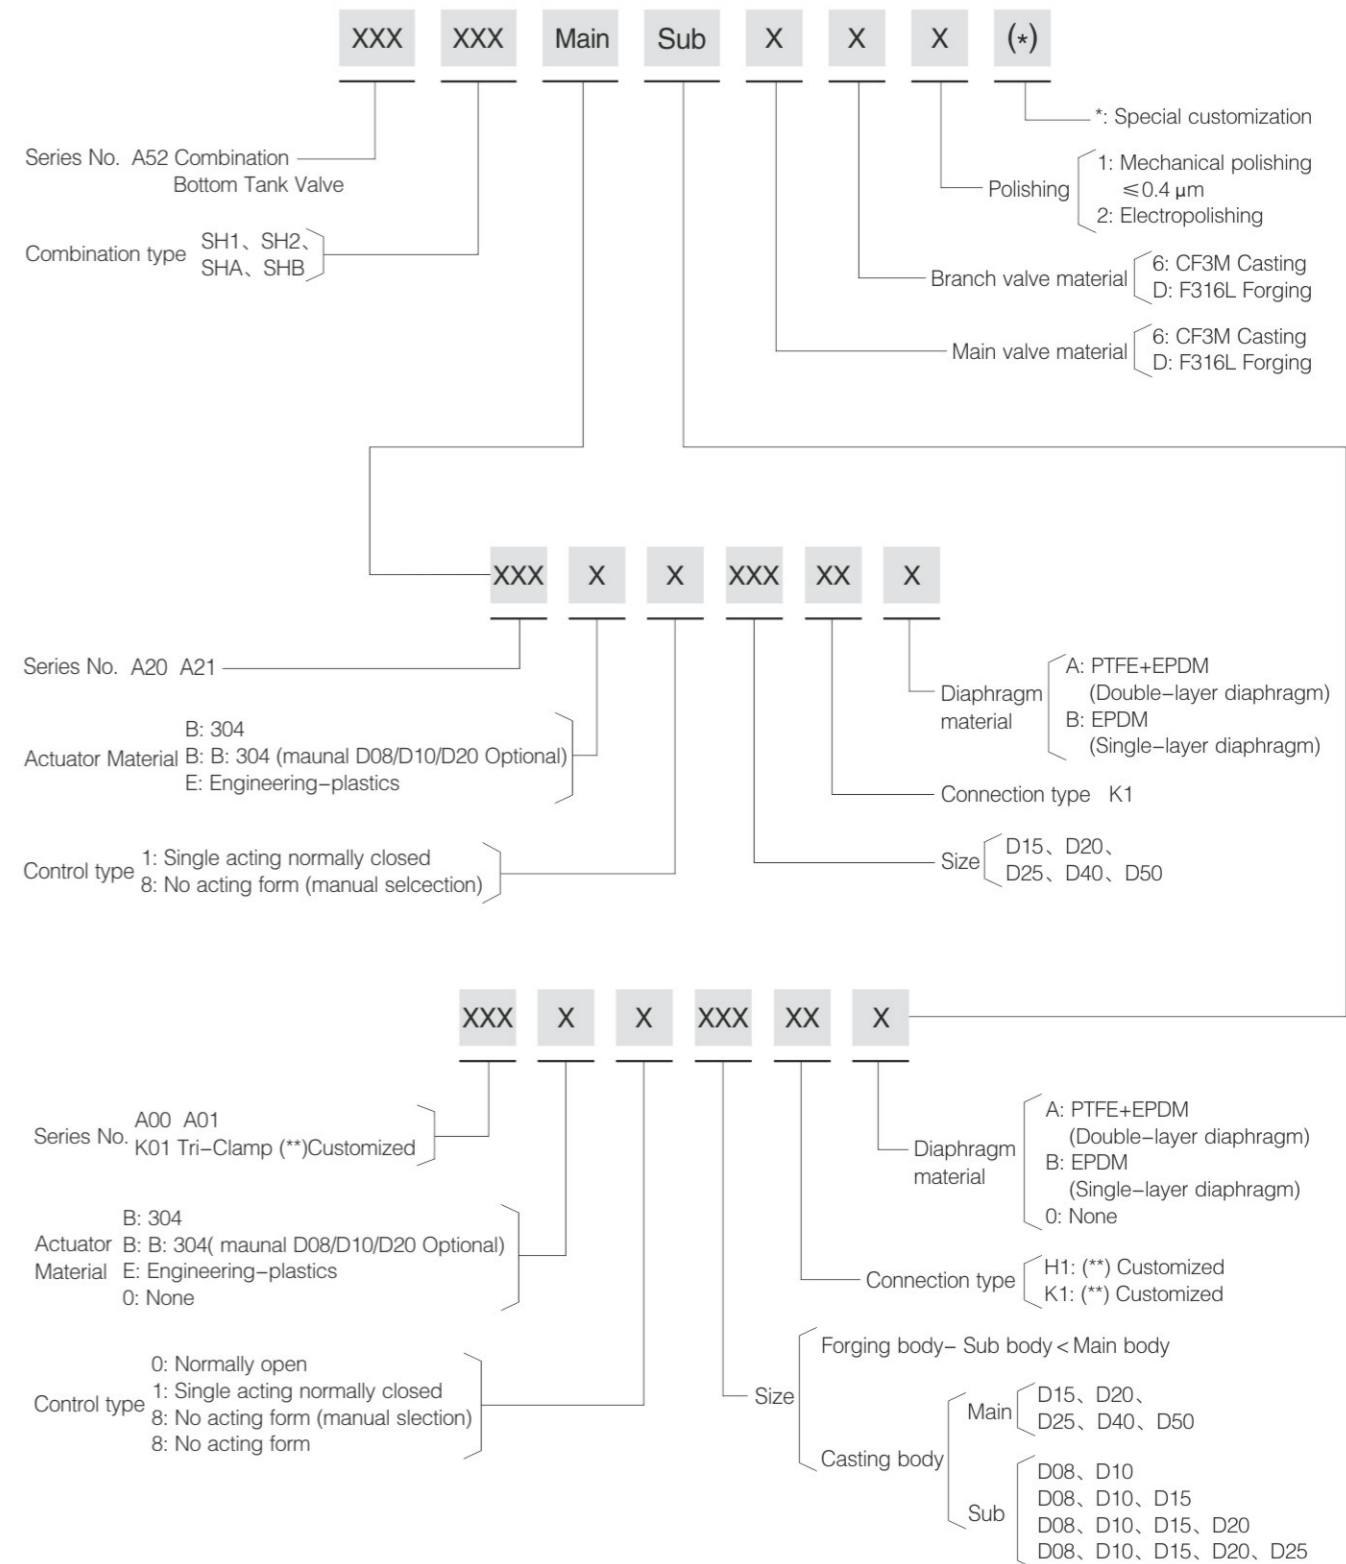 XXX XXX Main Sub X X X (*)
*: Special customization
Series No. A52 Combination
Bottom Tank Valve
Polishing
1: Mechanical polishing
≤0.4 μm
2: Electropolishing
Combination type
SH1、SH2、
SHA、SHB
Branch valve material
6: CF3M Casting
D: F316L Forging
Main valve material
6: CF3M Casting
D: F316L Forging
XXX X X XXX XX X
Series No. A20 A21
Diaphragm
material
A: PTFE+EPDM
(Double-layer diaphragm)
B: EPDM
(Single-layer diaphragm)
Actuator Material
B: 304
B: B: 304 (maunal D08/D10/D20 Optional)
E: Engineering-plastics
Connection type K1
Control type
1: Single acting normally closed
8: No acting form (manual selcection)
Size
D15、D20、
D25、D40、D50
XXX X X XXX XX X
Series No.
A00 A01
K01 Tri-Clamp (**)Customized
Diaphragm
material
A: PTFE+EPDM
(Double-layer diaphragm)
B: EPDM
(Single-layer diaphragm)
0: None
Actuator
Material
B: 304
B: B: 304( maunal D08/D10/D20 Optional)
E: Engineering-plastics
0: None
Connection type
H1: (**) Customized
K1: (**) Customized
Control type
0: Normally open
1: Single acting normally closed
8: No acting form (manual slection)
8: No acting form
Size
Forging body- Sub body < Main body
Casting body
Main
D15、D20、
D25、D40、D50
Sub
D08、D10
D08、D10、D15
D08、D10、D15、D20
D08、D10、D15、D20、D25